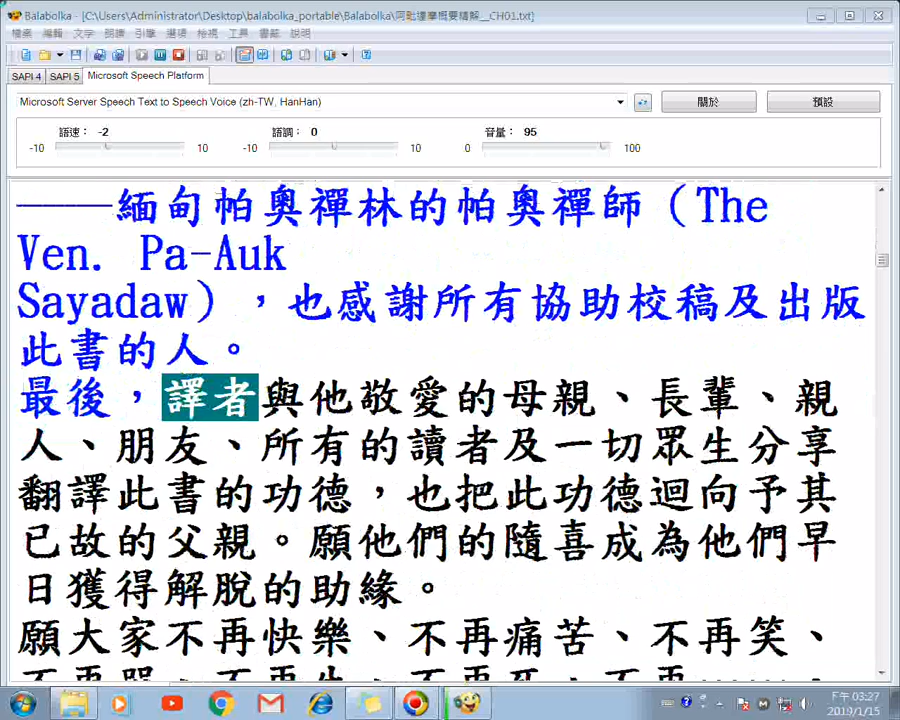 Balabolka - [C:\Users\Administrator\Desktop\balabolka_portable\Balabolka\阿毗達摩概要精解__CH01.txt]
檔案 編輯 文字 朗讀 引擎 選項 檢視 工具 書籤 說明
SAPI 4 SAPI 5 Microsoft Speech Platform
Microsoft Server Speech Text to Speech Voice (zh-TW, HanHan) 關於 預設
語速： -2 語調： 0 音量： 95
-10 10 -10 10 0 100
————緬甸帕奧禪林的帕奧禪師（The
Ven. Pa-Auk
Sayadaw），也感謝所有協助校稿及出版
此書的人。
最後，譯者與他敬愛的母親、長輩、親
人、朋友、所有的讀者及一切眾生分享
翻譯此書的功德，也把此功德迴向予其
已故的父親。願他們的隨喜成為他們早
日獲得解脫的助緣。
願大家不再快樂、不再痛苦、不再笑、
下午 03:27
2019/1/15